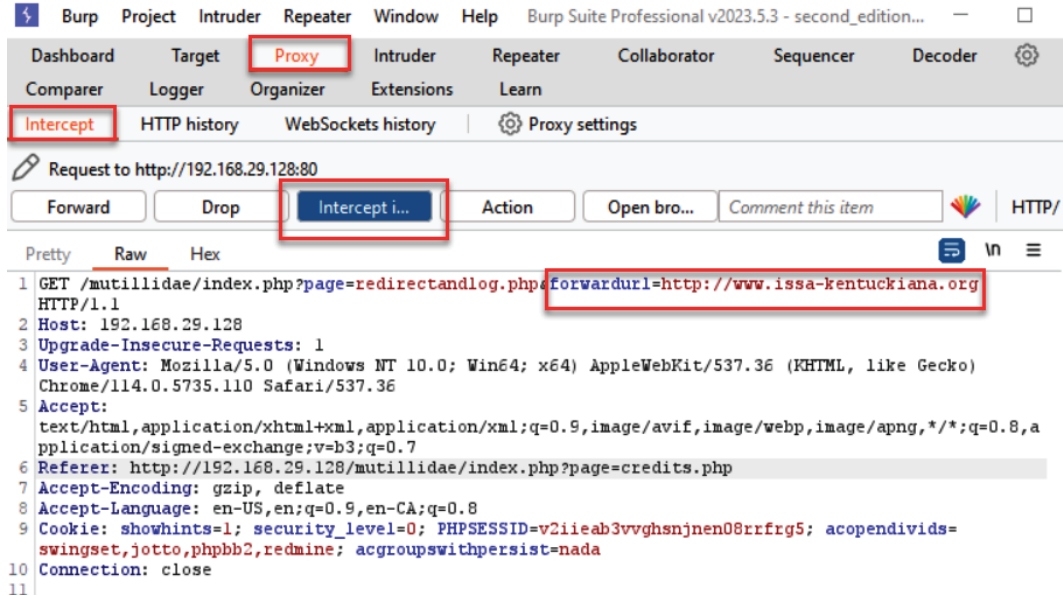 Burp Project Intruder Repeater Window Help Burp Suite Professional v2023.5.3 - second_edition...
Dashboard Target Proxy Intruder Repeater Collaborator Sequencer Decoder
Comparer Logger Organizer Extensions Learn
Intercept HTTP history WebSockets history Proxy settings
Request to http://192.168.29.128:80
Forward Drop Intercept i... Action Open bro... Comment this item HTTP/
Pretty Raw Hex \n
1 GET /mutillidae/index.php?page=redirectandlog.php&forwardurl=http://www.issa-kentuckiana.org
HTTP/1.1
2 Host: 192.168.29.128
3 Upgrade-Insecure-Requests: 1
4 User-Agent: Mozilla/5.0 (Windows NT 10.0; Win64; x64) AppleWebKit/537.36 (KHTML, like Gecko)
Chrome/114.0.5735.110 Safari/537.36
5 Accept:
text/html,application/xhtml+xml,application/xml;q=0.9,image/avif,image/webp,image/apng,*/*;q=0.8,a
pplication/signed-exchange;v=b3;q=0.7
6 Referer: http://192.168.29.128/mutillidae/index.php?page=credits.php
7 Accept-Encoding: gzip, deflate
8 Accept-Language: en-US,en;q=0.9,en-CA;q=0.8
9 Cookie: showhints=1; security_level=0; PHPSESSID=v2iieab3vvghsnjnen08rrfrg5; acopendivids=
swingset,jotto,phpbb2,redmine; acgroupswithpersist=nada
10 Connection: close
11